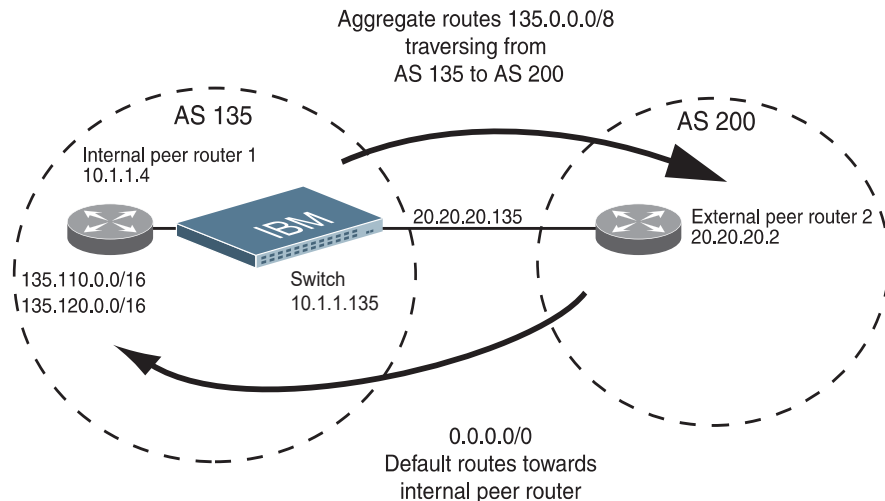 Aggregate routes 135.0.0.0/8
traversing from
AS 135 to AS 200
AS 135
AS 200
Internal peer router 1
10.1.1.4
IBM
20.20.20.135
External peer router 2
20.20.20.2
135.110.0.0/16
135.120.0.0/16
Switch
10.1.1.135
0.0.0.0/0
Default routes towards
internal peer router